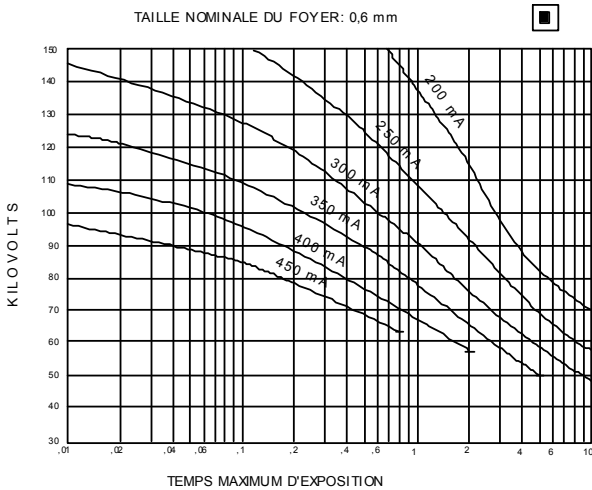 TAILLE NOMINALE DU FOYER: 0,6 mm
150
140
130
120
110
100
90
80
70
60
50
40
30
KILOVOLTS
200 mA
250 mA
300 mA
350 mA
400 mA
450 mA
,01 ,02 ,04 ,06 ,1 ,2 ,4 ,6 1 2 4 6 10
TEMPS MAXIMUM D'EXPOSITION